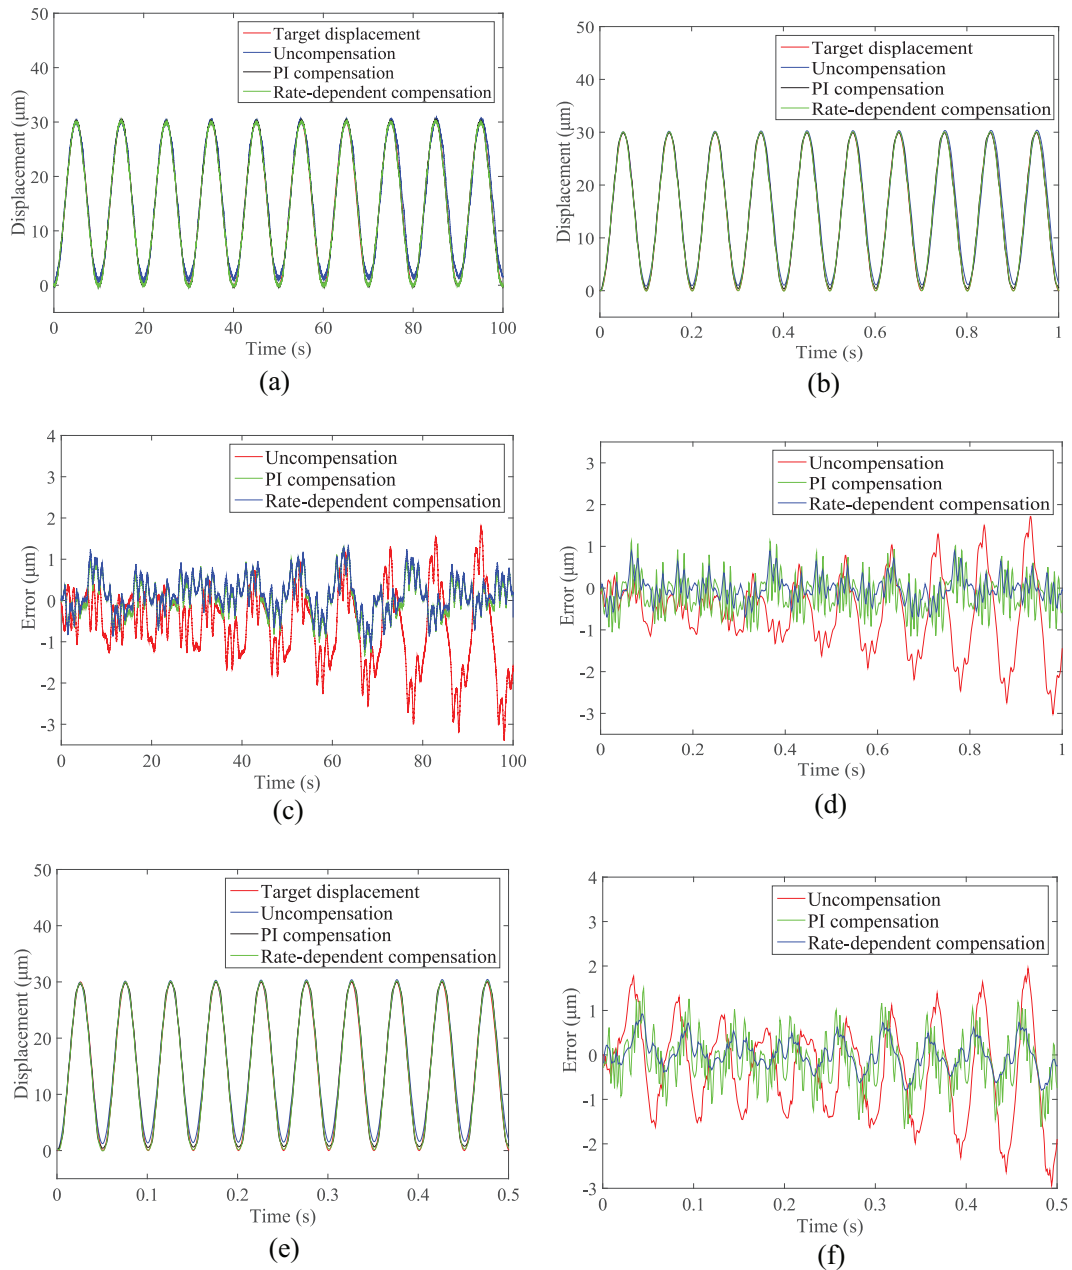 50
40
30
20
10
0
Displacement (μm)
Target displacement
Uncompensation
PI compensation
Rate-dependent compensation
0 20 40 60 80 100
Time (s)
(a)
50
40
30
20
10
0
Displacement (μm)
Target displacement
Uncompensation
PI compensation
Rate-dependent compensation
0 0.2 0.4 0.6 0.8 1
Time (s)
(b)
4
3
2
1
0
-1
-2
-3
Error (μm)
Uncompensation
PI compensation
Rate-dependent compensation
0 20 40 60 80 100
Time (s)
(c)
3
2
1
0
-1
-2
-3
Error (μm)
Uncompensation
PI compensation
Rate-dependent compensation
0 0.2 0.4 0.6 0.8 1
Time (s)
(d)
50
40
30
20
10
0
Displacement (μm)
Target displacement
Uncompensation
PI compensation
Rate-dependent compensation
0 0.1 0.2 0.3 0.4 0.5
Time (s)
(e)
4
3
2
1
0
-1
-2
-3
Error (μm)
Uncompensation
PI compensation
Rate-dependent compensation
0 0.1 0.2 0.3 0.4 0.5
Time (s)
(f)